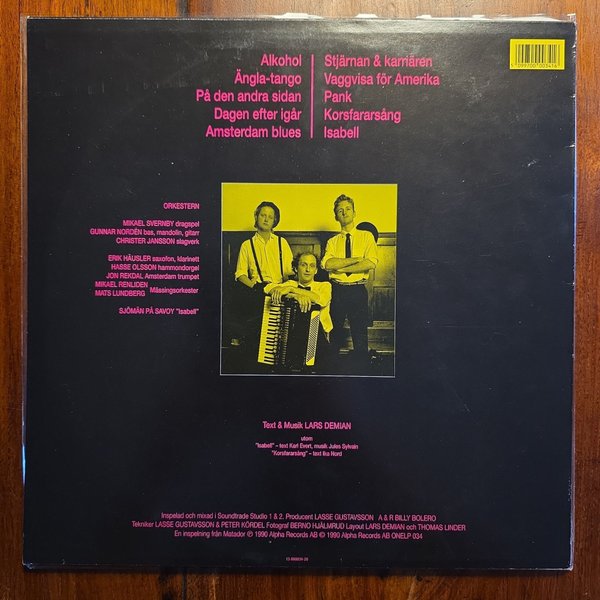 Alkohol
Ängla-tango
På den andra sidan
Dagen efter igår
Amsterdam blues
Stjärnan & karriären
Vaggvisa för Amerika
Pank
Korsfararsång
Isabell
5099700003416
ORKESTERN
MIKAEL SVERNBY dragspel
GUNNAR NORDÉN bas, mandolin, gitarr
CHRISTER JANSSON slagverk
ERIK HÄUSLER saxofon, klarinett
HASSE OLSSON hammondorgel
JON REKDAL Amsterdam trumpet
MIKAEL RENLIDEN
MATS LUNDBERG Mässingsorkester
SJÖMÄN PÅ SAVOY "Isabell"
Text & Musik LARS DEMIAN
utom
"Isabell" - text Karl Evert, musik Jules Sylvain
"Korsfararsång" - text Ika Nord
Inspelad och mixad i Soundtrade Studio 1 & 2. Producent LASSE GUSTAVSSON A & R BILLY BOLERO
Tekniker LASSE GUSTAVSSON & PETER KÖRDEL Fotograf BERNO HJÄLMRUD Layout LARS DEMIAN och THOMAS LINDER
En inspelning från Matador ℗ 1990 Alpha Records AB © 1990 Alpha Records AB ONELP 034